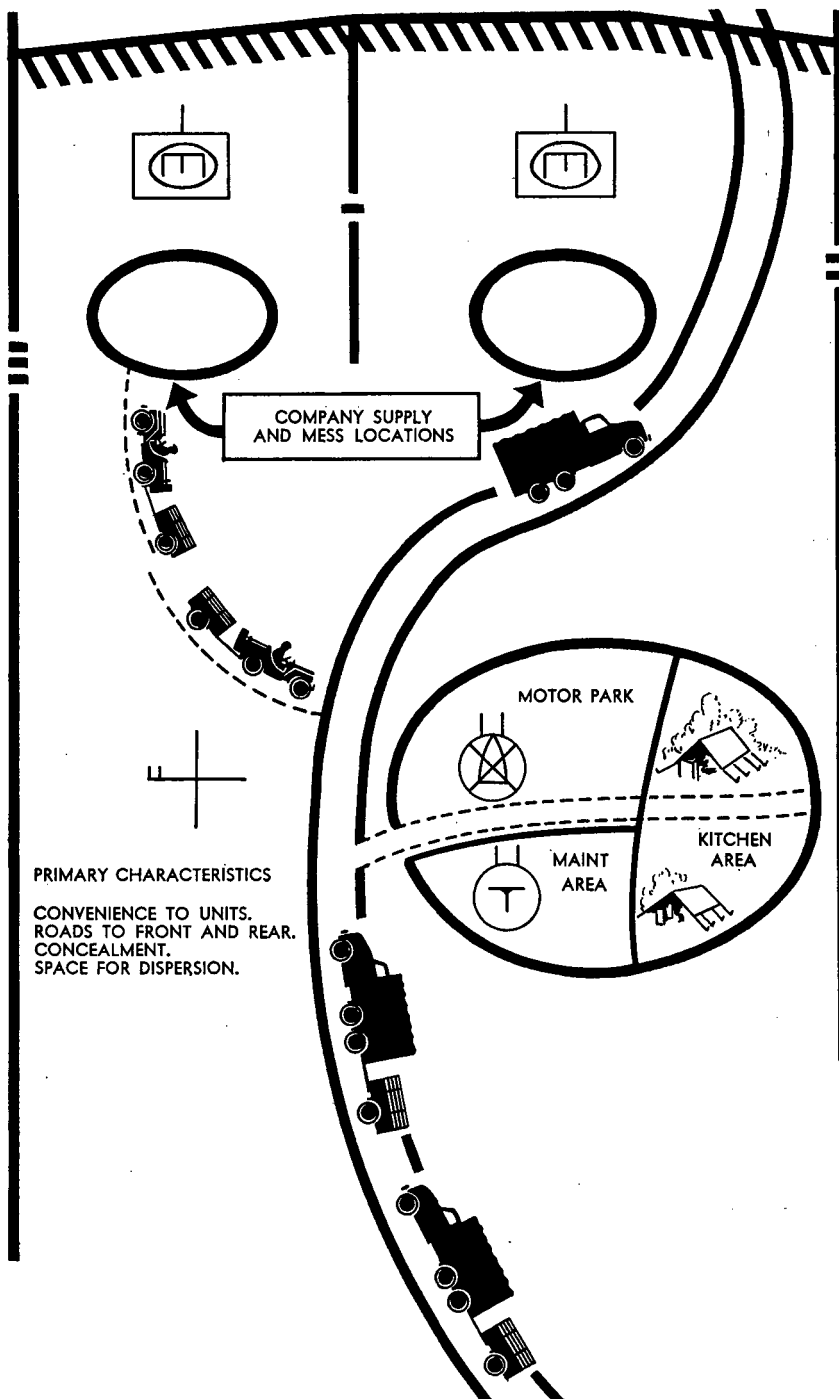 COMPANY SUPPLY
AND MESS LOCATIONS
MOTOR PARK
KITCHEN
AREA
MAINT
AREA
PRIMARY CHARACTERISTICS
CONVENIENCE TO UNITS.
ROADS TO FRONT AND REAR.
CONCEALMENT.
SPACE FOR DISPERSION.